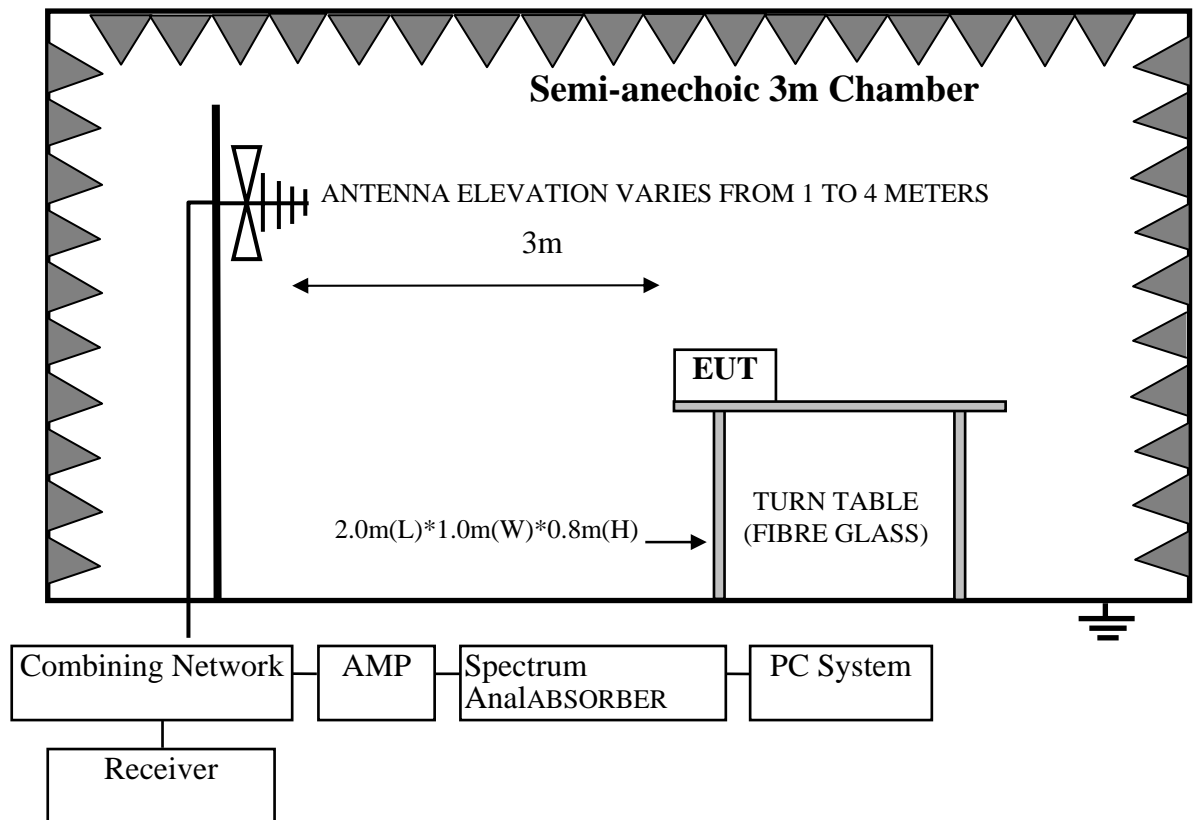 Semi-anechoic 3m Chamber
ANTENNA ELEVATION VARIES FROM 1 TO 4 METERS
3m
EUT
TURN TABLE
(FIBRE GLASS)
2.0m(L)*1.0m(W)*0.8m(H)
Combining Network
AMP
Spectrum
AnalABSORBER
PC System
Receiver